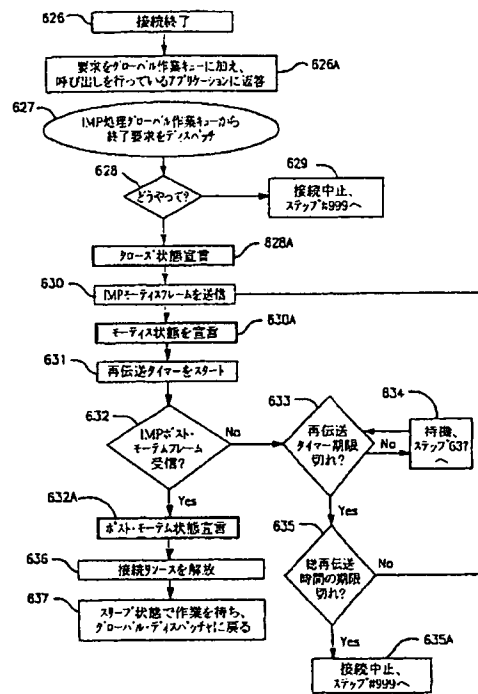 626
接続終了
要求をグローバル作業キューに加え、
呼び出しを行っているアプリケーションに返答
626A
627
IMP処理グローバル作業キューから
終了要求をディスパッチ
628
どうやって?
629
接続中止、
ステップ#999へ
クローズ状態宣言
628A
630
IMPモーティスフレームを送信
モーティス状態を宣言
630A
631
再伝送タイマーをスタート
632
IMPポスト・
モーテムフレーム
受信?
No
Yes
633
再伝送
タイマー期限
切れ?
No
Yes
634
待機、
ステップ637
へ
632A
ポスト・モーテム状態宣言
635
総再伝送
時間の期限
切れ?
No
Yes
636
接続リソースを解放
637
スリープ状態で作業を待ち、
グローバル・ディスパッチャに戻る
635A
接続中止、
ステップ#999へ